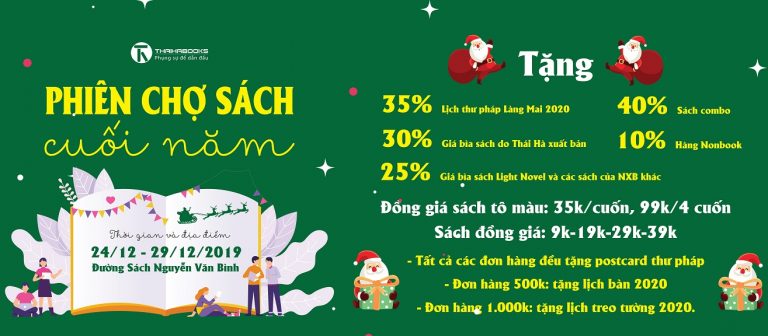 THAIHABOOKS
Phụng sự để dẫn đầu
PHIÊN CHỢ SÁCH
cuối năm
Thời gian và địa điểm
24/12 - 29/12/2019
Đường Sách Nguyễn Văn Bình
Tặng
35% Lịch thư pháp Làng Mai 2020
40% Sách combo
30% Giá bìa sách do Thái Hà xuất bản
10% Hàng Nonbook
25% Giá bìa sách Light Novel và các sách của NXB khác
Đồng giá sách tô màu: 35k/cuốn, 99k/4 cuốn
Sách đồng giá: 9k-19k-29k-39k
- Tất cả các đơn hàng đều tặng postcard thư pháp
- Đơn hàng 500k: tặng lịch bàn 2020
- Đơn hàng 1.000k: tặng lịch treo tường 2020.